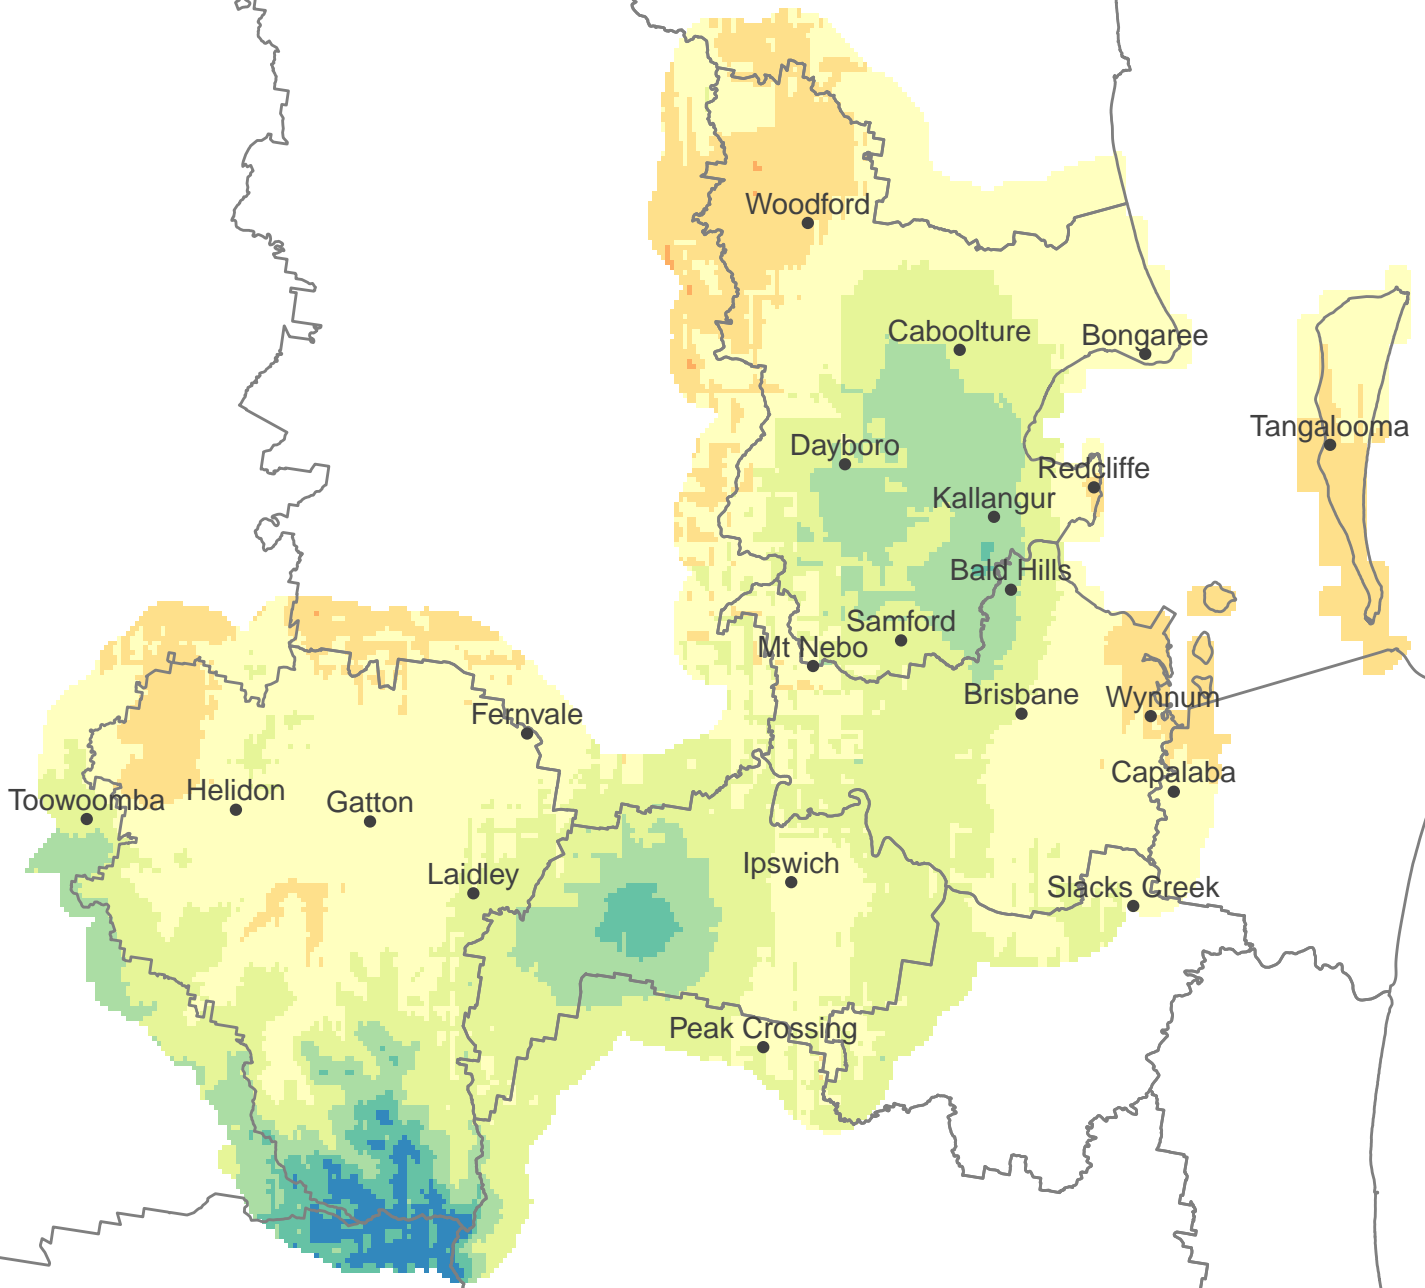 Woodford
Caboolture
Bongaree
Tangalooma
Dayboro
Redcliffe
Kallangur
Bald Hills
Samford
Mt Nebo
Brisbane
Wynnum
Fernvale
Capalaba
Toowoomba
Helidon
Gatton
Ipswich
Laidley
Slacks Creek
Peak Crossing